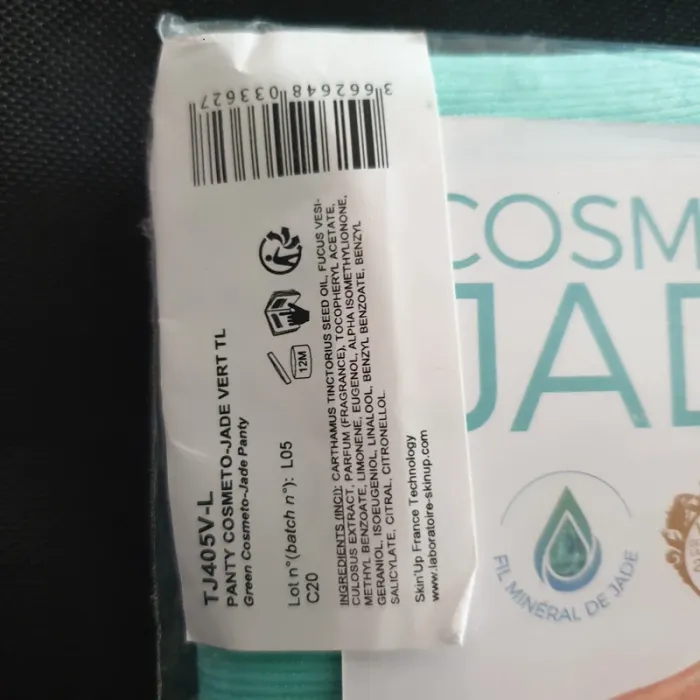 TJ405V-L
PANTY COSMETO-JADE VERT TL
Green Cosmeto-Jade Panty
Lot n°(batch n°): L05
C20
12M
INGREDIENTS (INCI): CARTHAMUS TINCTORIUS SEED OIL, FUCUS VESI-
CULOSUS EXTRACT, PARFUM (FRAGRANCE), TOCOPHERYL ACETATE,
METHYL BENZOATE, LIMONENE, EUGENOL, ALPHA ISOMETHYLIONONE,
GERANIOL, ISOEUGENIOL, LINALOOL, BENZYL BENZOATE, BENZYL
SALICYLATE, CITRAL, CITRONELLOL.
Skin'Up France Technology
www.laboratoire-skinup.com
3 662648 033627
COSM
JAD
FIL MINÉRAL DE JADE